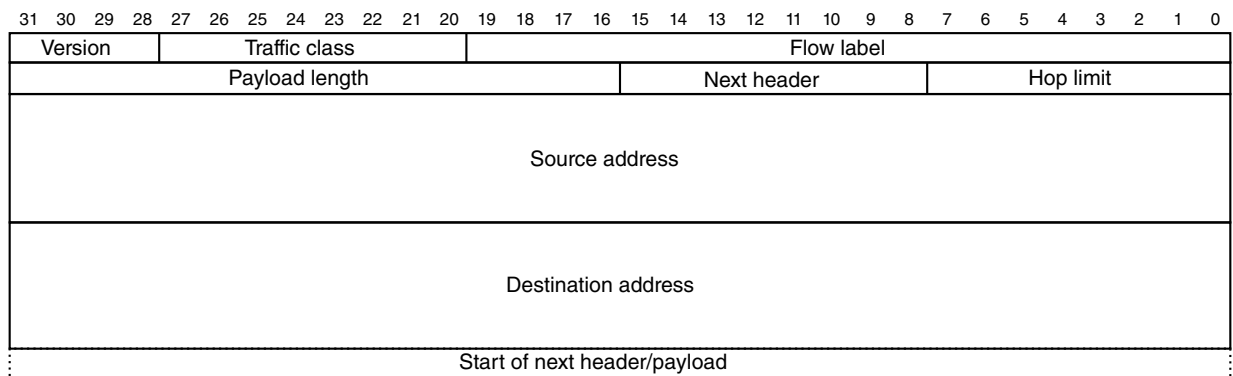 31 30 29 28 27 26 25 24 23 22 21 20 19 18 17 16 15 14 13 12 11 10 9 8 7 6 5 4 3 2 1 0
Version Traffic class Flow label
Payload length Next header Hop limit
Source address
Destination address
Start of next header/payload